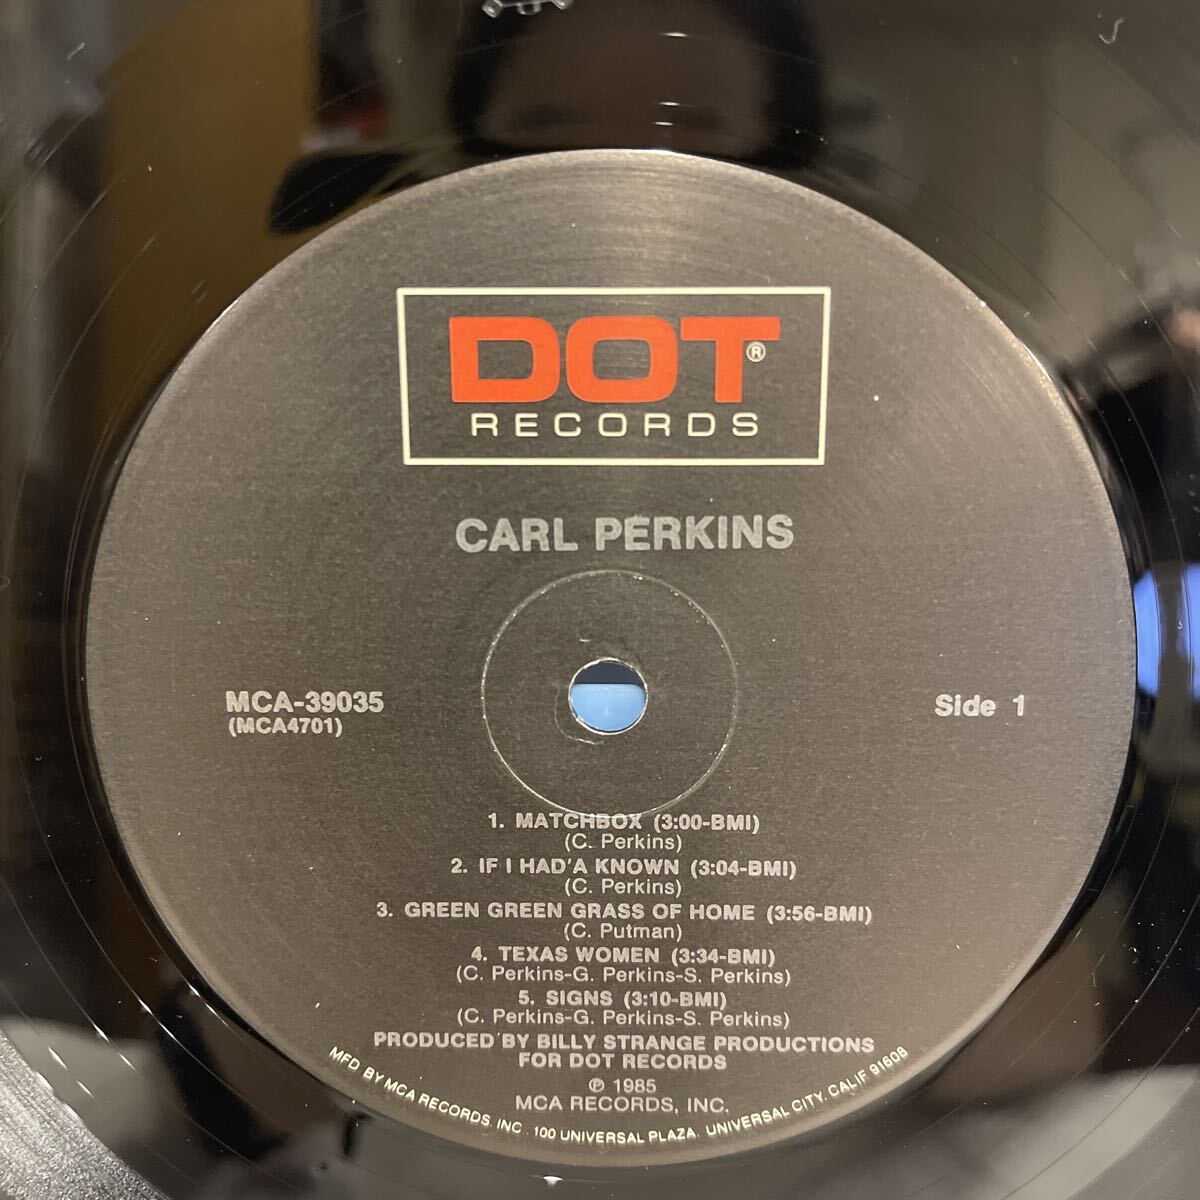 DOT®
RECORDS
CARL PERKINS
MCA-39035
(MCA4701)
Side 1
1. MATCHBOX (3:00-BMI)
(C. Perkins)
2. IF I HAD'A KNOWN (3:04-BMI)
(C. Perkins)
3. GREEN GREEN GRASS OF HOME (3:56-BMI)
(C. Putman)
4. TEXAS WOMEN (3:34-BMI)
(C. Perkins-G. Perkins-S. Perkins)
5. SIGNS (3:10-BMI)
(C. Perkins-G. Perkins-S. Perkins)
PRODUCED BY BILLY STRANGE PRODUCTIONS
FOR DOT RECORDS
℗ 1985
MCA RECORDS, INC.
MFD BY MCA RECORDS, INC. 100 UNIVERSAL PLAZA, UNIVERSAL CITY, CALIF 91608